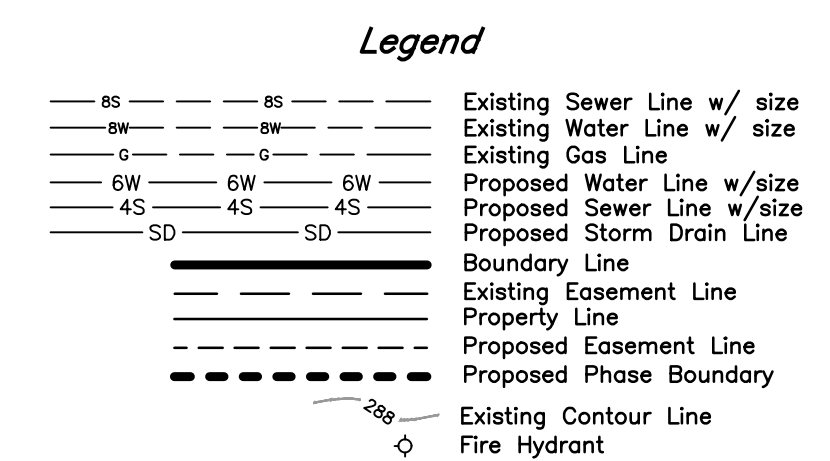 Legend
8S 8S Existing Sewer Line w/ size
8W 8W Existing Water Line w/ size
G G Existing Gas Line
6W 6W 6W Proposed Water Line w/size
4S 4S 4S Proposed Sewer Line w/size
SD SD Proposed Storm Drain Line
Boundary Line
Existing Easement Line
Property Line
Proposed Easement Line
Proposed Phase Boundary
288 Existing Contour Line
Fire Hydrant